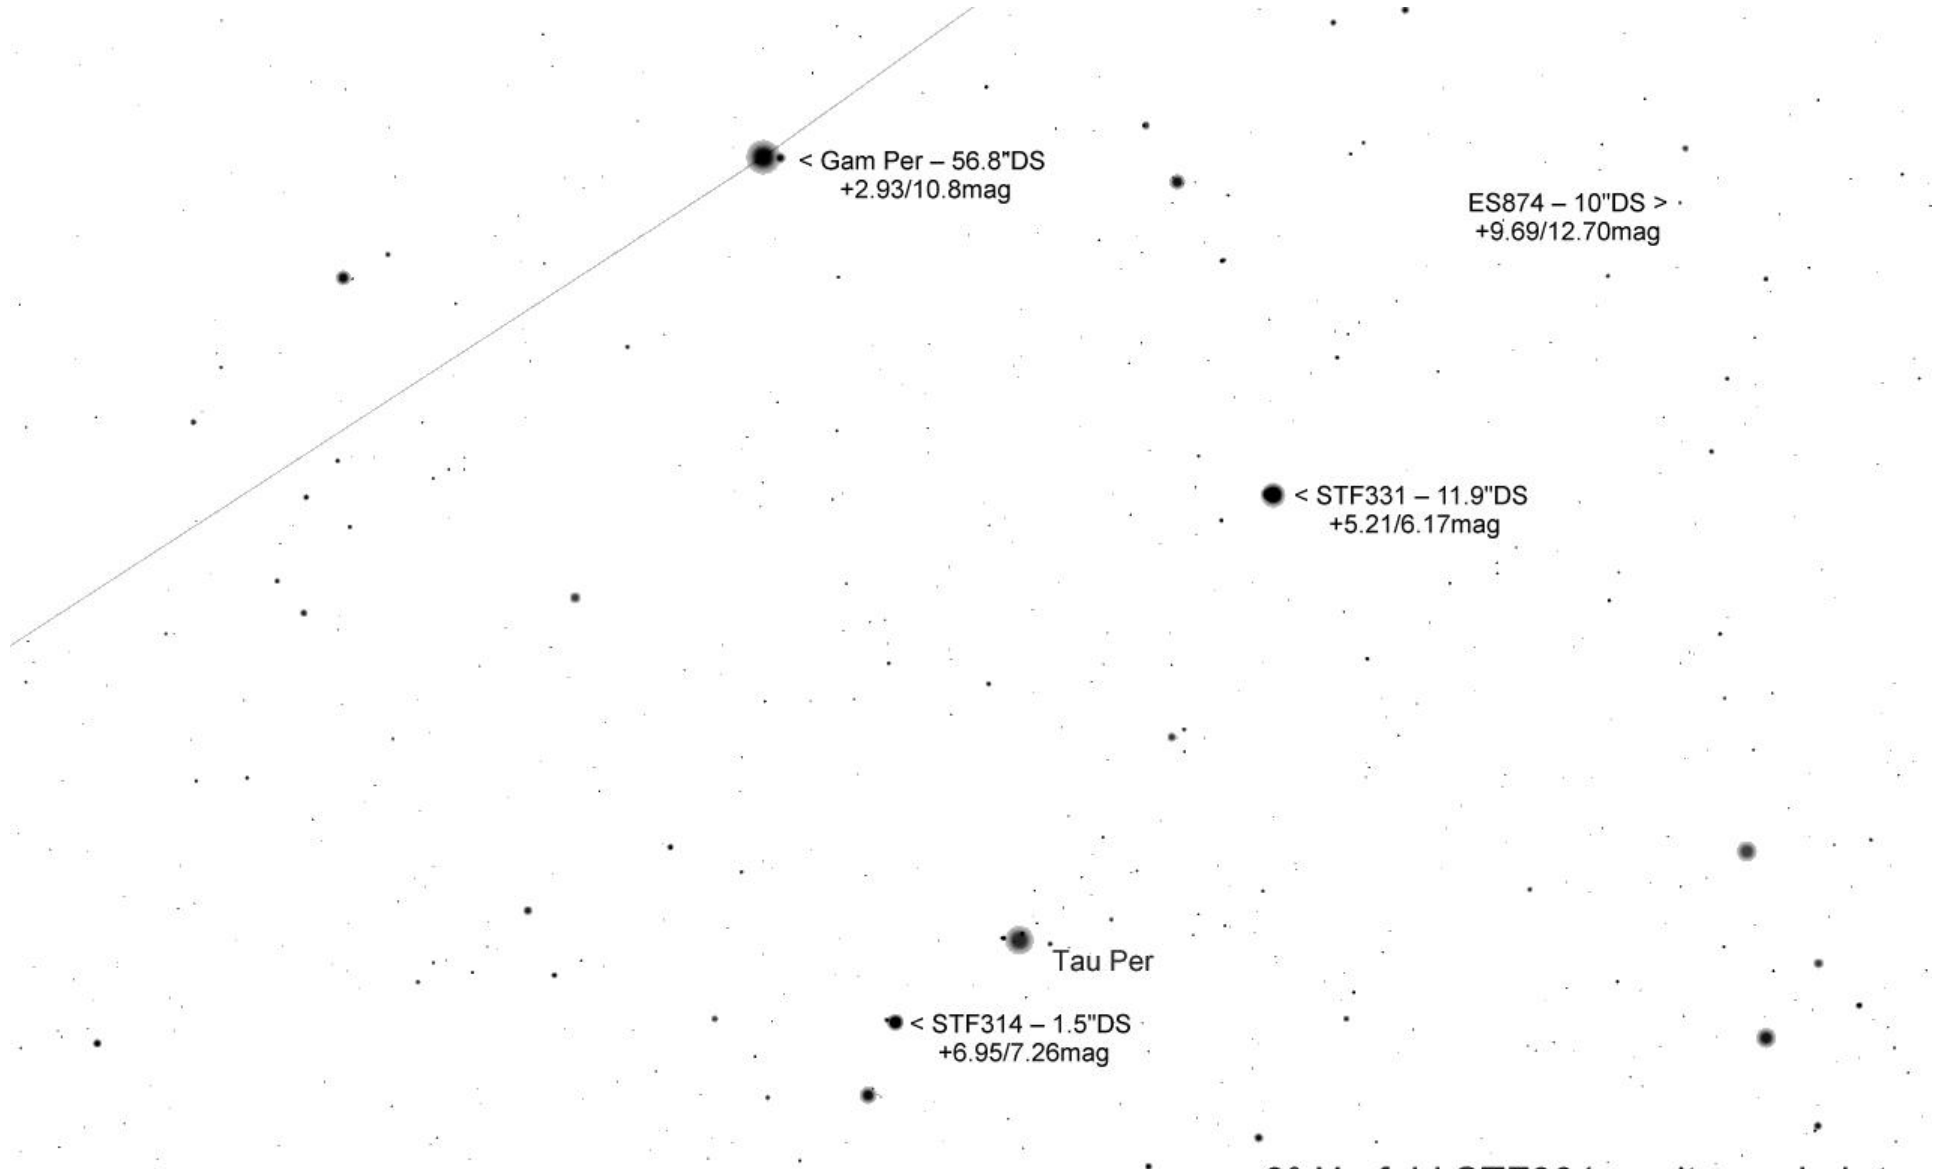 < Gam Per – 56.8"DS
+2.93/10.8mag
ES874 – 10"DS >
+9.69/12.70mag
< STF331 – 11.9"DS
+5.21/6.17mag
Tau Per
< STF314 – 1.5"DS
+6.95/7.26mag